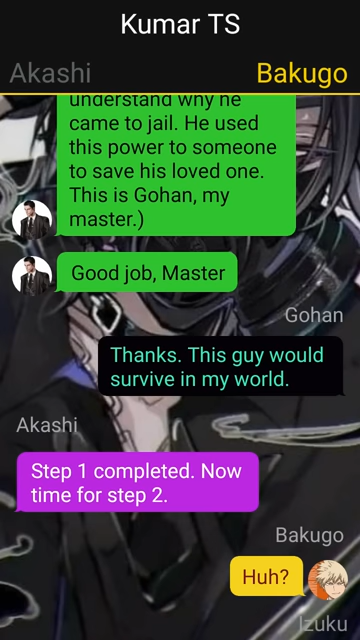 Kumar TS
Akashi
Bakugo
understand why he
came to jail. He used
this power to someone
to save his loved one.
This is Gohan, my
master.)
Good job, Master
Gohan
Thanks. This guy would
survive in my world.
Akashi
Step 1 completed. Now
time for step 2.
Bakugo
Huh?
Izuku